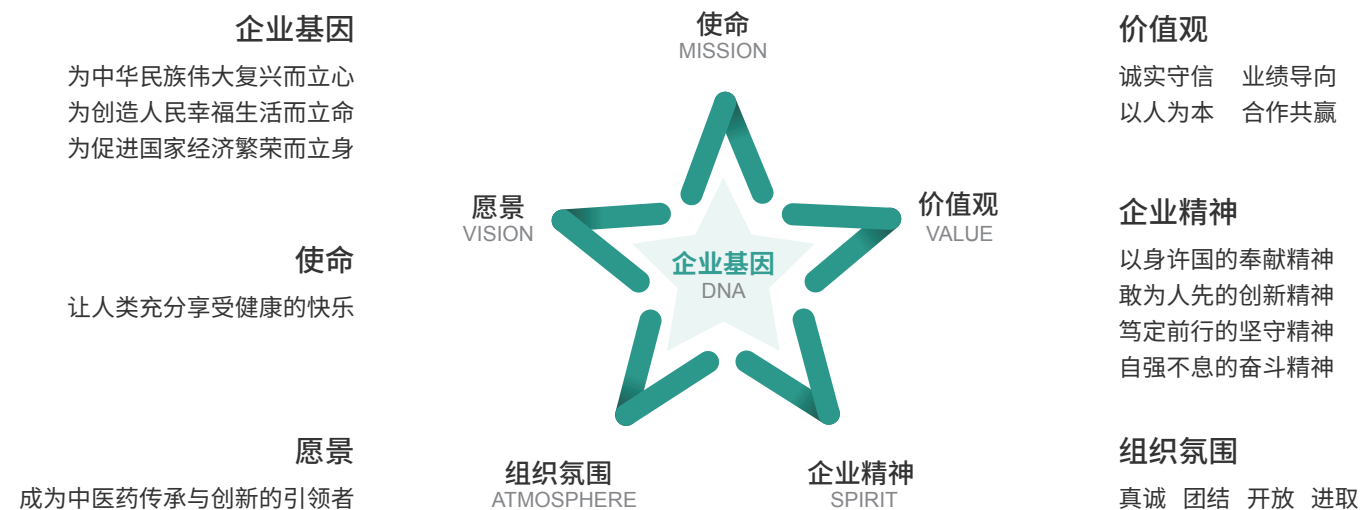 企业基因
为中华民族伟大复兴而立心
为创造人民幸福生活而立命
为促进国家经济繁荣而立身
使命
让人类充分享受健康的快乐
愿景
成为中医药传承与创新的引领者
使命
MISSION
愿景
VISION
价值观
VALUE
企业基因
DNA
组织氛围
ATMOSPHERE
企业精神
SPIRIT
价值观
诚实守信 业绩导向
以人为本 合作共赢
企业精神
以身许国的奉献精神
敢为人先的创新精神
笃定前行的坚守精神
自强不息的奋斗精神
组织氛围
真诚 团结 开放 进取